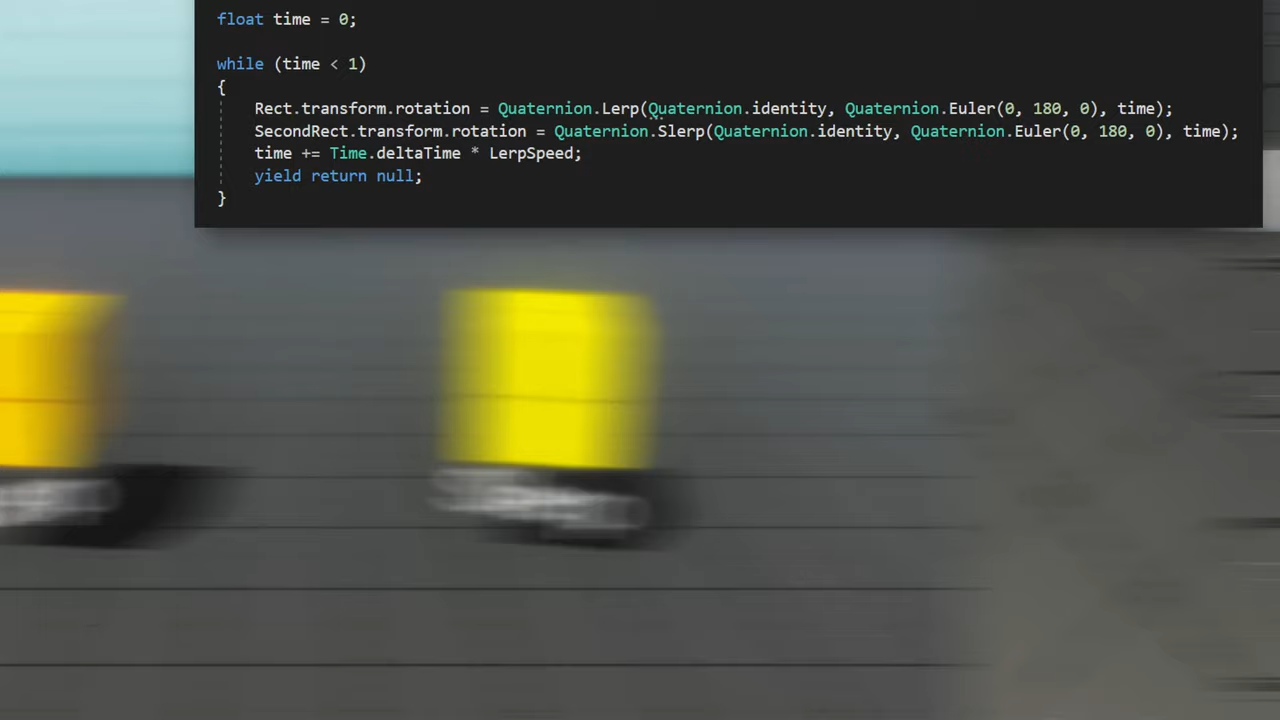 float time = 0;
while (time < 1)
{
Rect.transform.rotation = Quaternion.Lerp(Quaternion.identity, Quaternion.Euler(0, 180, 0), time);
SecondRect.transform.rotation = Quaternion.Slerp(Quaternion.identity, Quaternion.Euler(0, 180, 0), time);
time += Time.deltaTime * LerpSpeed;
yield return null;
}